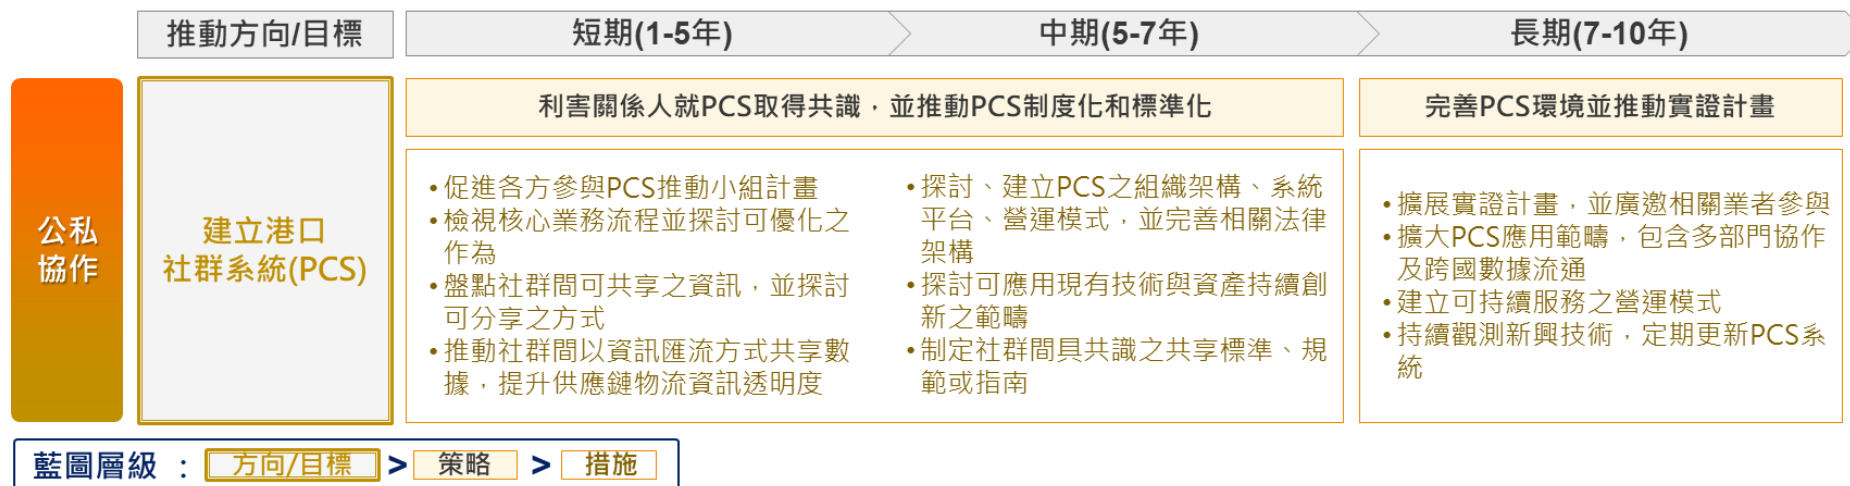 推動方向/目標
短期(1-5年)
中期(5-7年)
長期(7-10年)
公私
協作
建立港口
社群系統(PCS)
利害關係人就PCS取得共識，並推動PCS制度化和標準化
•促進各方參與PCS推動小組計畫
•檢視核心業務流程並探討可優化之
作為
•盤點社群間可共享之資訊，並探討
可分享之方式
•推動社群間以資訊匯流方式共享數
據，提升供應鏈物流資訊透明度
•探討、建立PCS之組織架構、系統
平台、營運模式，並完善相關法律
架構
•探討可應用現有技術與資產持續創
新之範疇
•制定社群間具共識之共享標準、規
範或指南
完善PCS環境並推動實證計畫
•擴展實證計畫，並廣邀相關業者參與
•擴大PCS應用範疇，包含多部門協作
及跨國數據流通
•建立可持續服務之營運模式
•持續觀測新興技術，定期更新PCS系
統
藍圖層級 ： 方向/目標 > 策略 > 措施